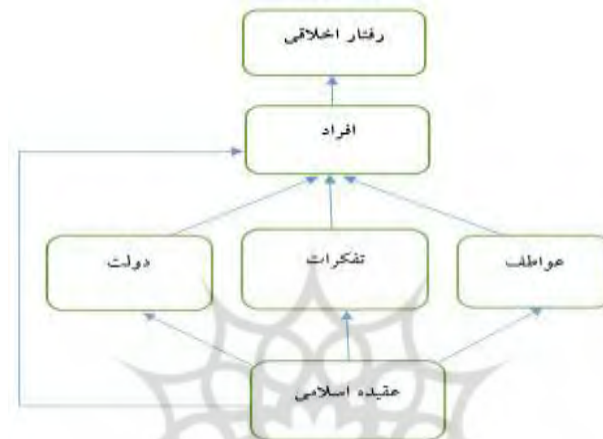 رفتار اخلاقی
افراد
عواطف
تفکرات
دولت
عقیده اسلامی